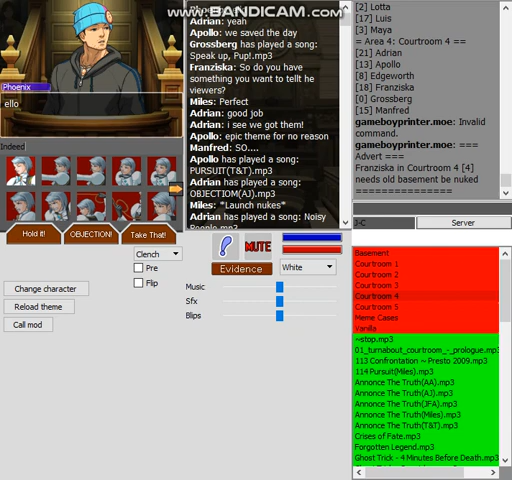 www.BANDICAM.com
Adrian: yeah
Apollo: we saved the day
Grossberg has played a song:
Speak up, Pup!.mp3
Franziska: So do you have
something you want to tellt he
viewers?
Miles: Perfect
Adrian: good job
Adrian: i see we got them!
Apollo: epic theme for no reason
Manfred: SO....
Apollo has played a song:
PURSUIT(T&T).mp3
Adrian has played a song:
OBJECTIOM(AJ).mp3
Miles: *Launch nukes*
Adrian has played a song: Noisy
People.mp3
[2] Lotta
[17] Luis
[3] Maya
= Area 4: Courtroom 4 ==
[21] Adrian
[13] Apollo
[8] Edgeworth
[18] Franziska
[0] Grossberg
[15] Manfred
gameboyprinter.moe: Invalid
command.
gameboyprinter.moe: ===
Advert ===
Franziska in Courtroom 4 [4]
needs old basement be nuked
===============
Phoenix
ello
Indeed
Hold it!
OBJECTION!
Take That!
MUTE
Evidence
White
Clench
Pre
Flip
Change character
Reload theme
Call mod
Music
Sfx
Blips
J-C
Server
Basement
Courtroom 1
Courtroom 2
Courtroom 3
Courtroom 4
Courtroom 5
Meme Cases
Vanilla
~stop.mp3
01_turnabout_courtroom_-_prologue.mp3
113 Confrontation ~ Presto 2009.mp3
114 Pursuit(Miles).mp3
Annonce The Truth(AA).mp3
Annonce The Truth(AJ).mp3
Annonce The Truth(JFA).mp3
Annonce The Truth(Miles).mp3
Annonce The Truth(T&T).mp3
Crises of Fate.mp3
Forgotten Legend.mp3
Ghost Trick - 4 Minutes Before Death.mp3